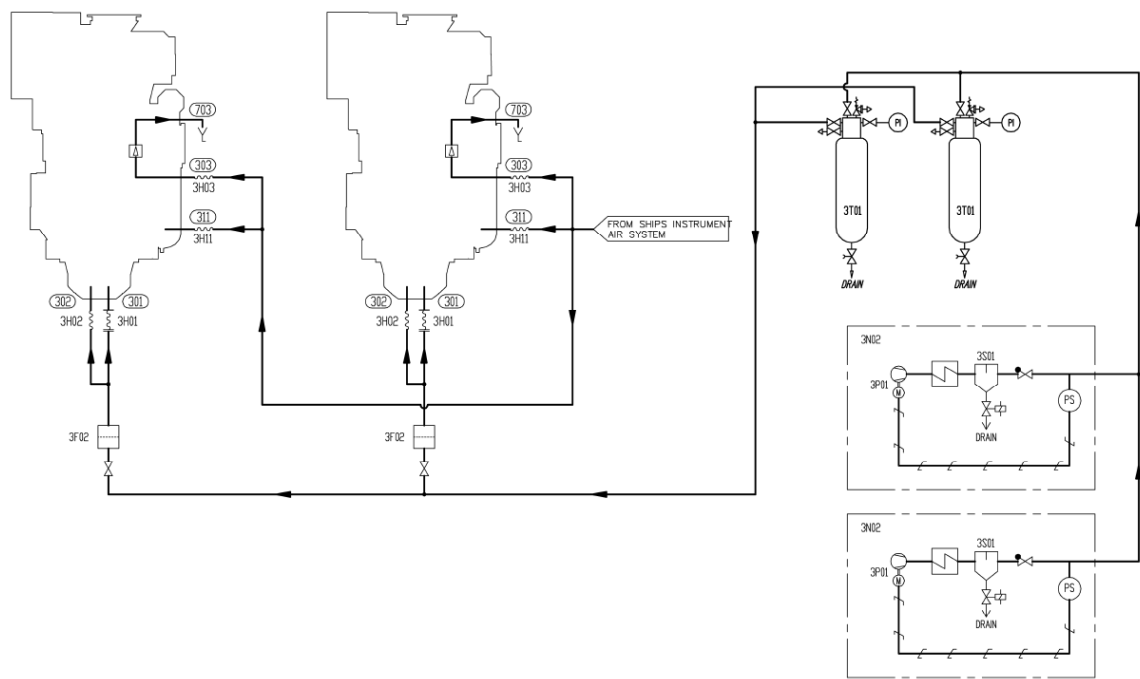 703
703
303
3H03
303
3H03
311
3H11
311
3H11
FROM SHIPS INSTRUMENT
AIR SYSTEM
PI
PI
3T01
3T01
DRAIN
DRAIN
302
301
302
301
3H02
3H01
3H02
3H01
3F02
3F02
3N02
3S01
3P01
M
PS
DRAIN
3N02
3S01
3P01
M
PS
DRAIN